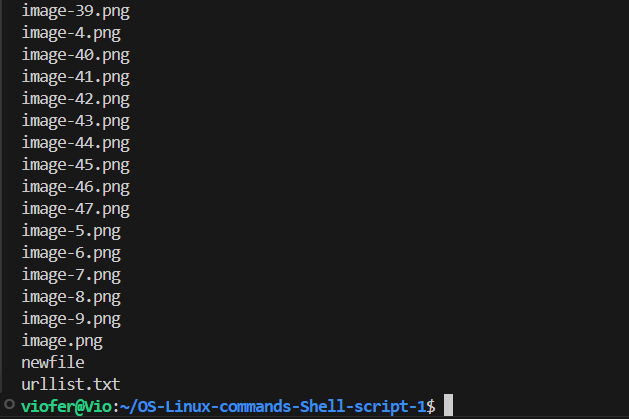 image-39.png
image-4.png
image-40.png
image-41.png
image-42.png
image-43.png
image-44.png
image-45.png
image-46.png
image-47.png
image-5.png
image-6.png
image-7.png
image-8.png
image-9.png
image.png
newfile
urllist.txt
viofer@Vio:~/OS-Linux-commands-Shell-script-1$